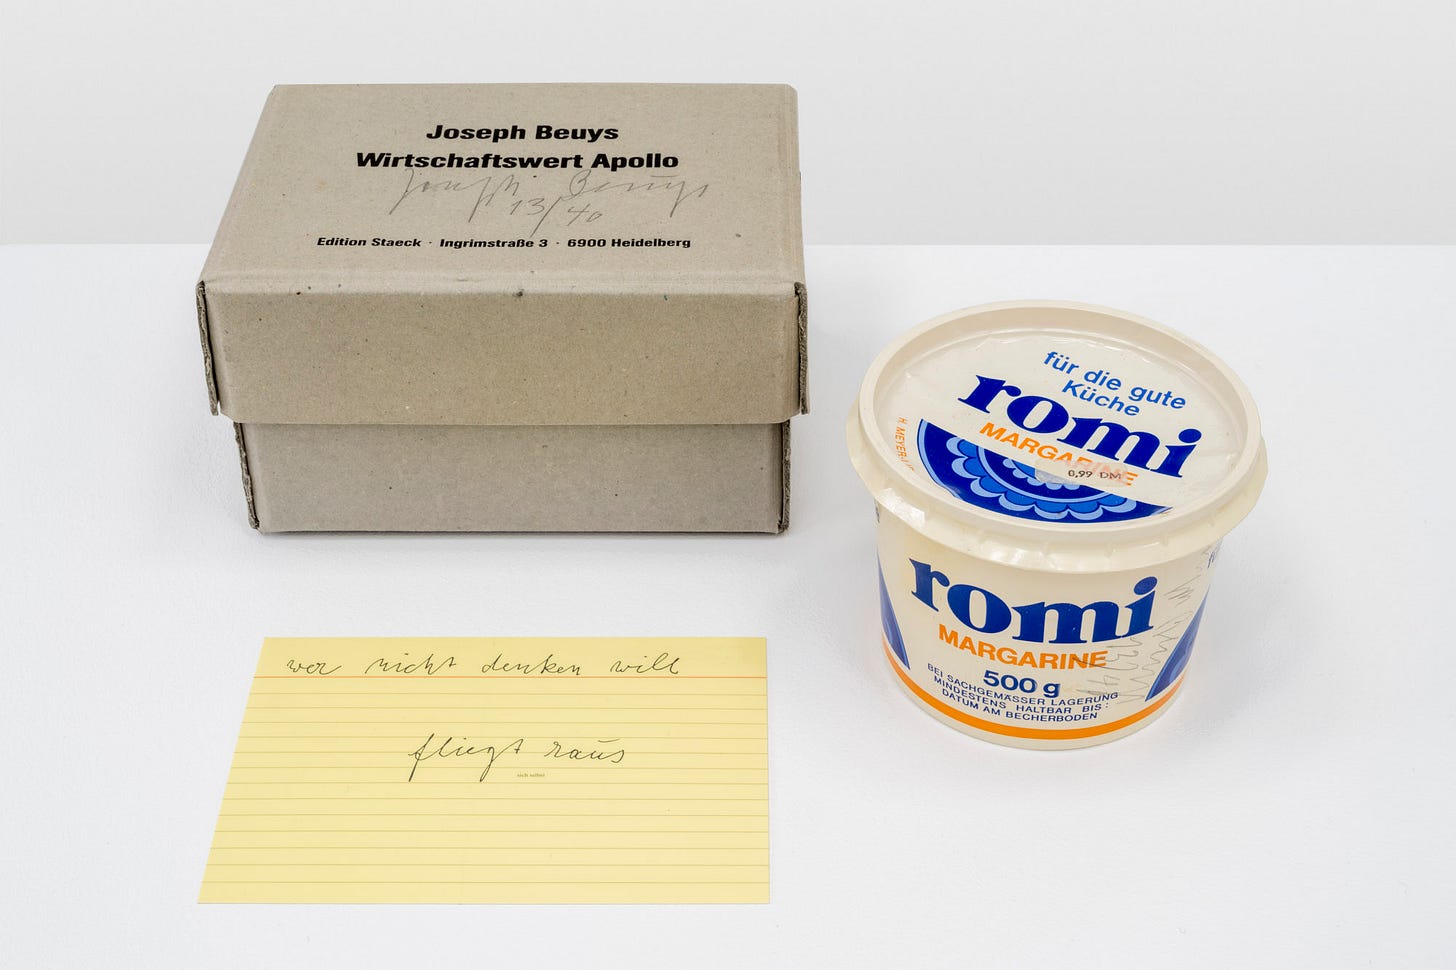 Joseph Beuys
Wirtschaftswert Apollo
Joseph Beuys
13/40
Edition Staeck · Ingrimstraße 3 · 6900 Heidelberg
für die gute
Küche
romi
MARGARINE
0,99 DM
romi
MARGARINE
500 g
BEI SACHGEMÄSSER LAGERUNG
MINDESTENS HALTBAR BIS:
DATUM AM BECHERBODEN
wer nicht denken will
fliegt raus
sich selbst